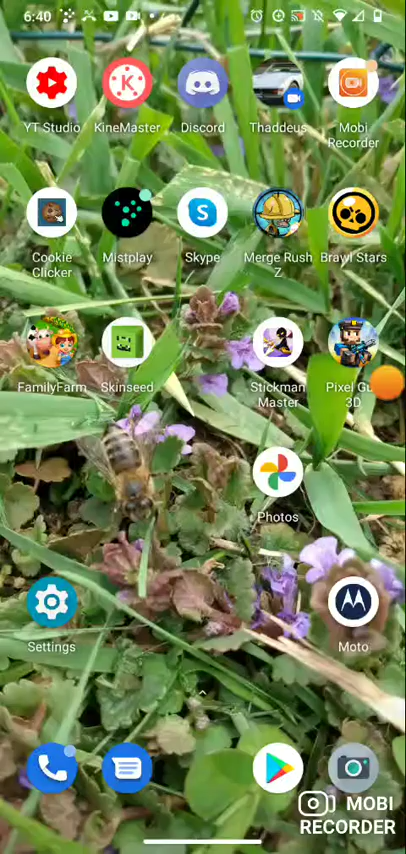 6:40
YT Studio
KineMaster
Discord
Thaddeus
Mobi
Recorder
Cookie
Clicker
Mistplay
Skype
Merge Rush
Z
Brawl Stars
FamilyFarm
Skinseed
Stickman
Master
Pixel Gu
3D
Photos
Settings
Moto
MOBI
RECORDER